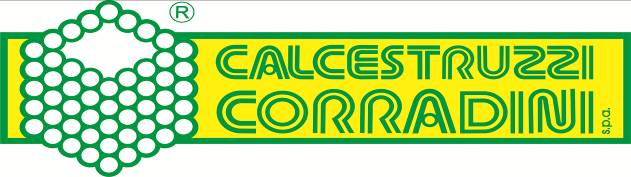 ®
CALCESTRUZZI
CORRADINI
s.p.a.